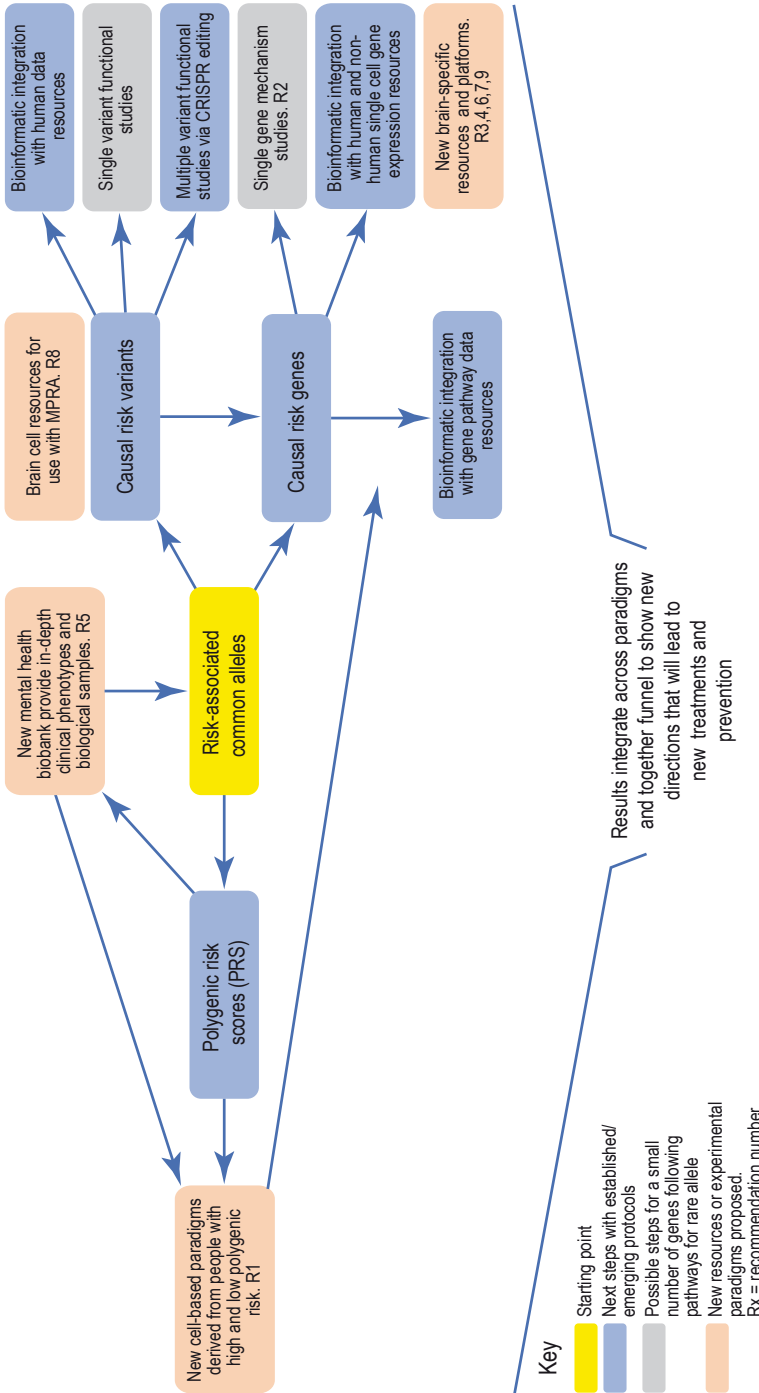 New mental health
biobank provide in-depth
clinical phenotypes and
biological samples. R5
Brain cell resources for
use with MPRA. R8
Bioinformatic integration
with human data
resources
Single variant functional
studies
Multiple variant functional
studies via CRISPR editing
Single gene mechanism
studies. R2
Bioinformatic integration
with human and non-
human single cell gene
expression resources
New brain-specific
resources and platforms.
R3,4,6,7,9
New cell-based paradigms
derived from people with
high and low polygenic
risk. R1
Polygenic risk
scores (PRS)
Risk-associated
common alleles
Causal risk variants
Causal risk genes
Bioinformatic integration
with gene pathway data
resources
Results integrate across paradigms
and together funnel to show new
directions that will lead to
new treatments and
prevention
Key
Starting point
Next steps with established/
emerging protocols
Possible steps for a small
number of genes following
pathways for rare allele
New resources or experimental
paradigms proposed.
Rx = recommendation number